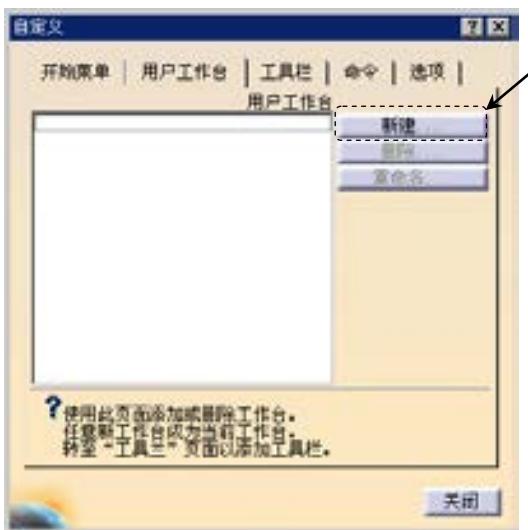 自定义
开始菜单 用户工作台 工具栏 命令 选项
用户工作台
新建
删除
重命名
使用此页面添加或删除工作台。
任意新工作台成为当前工作台。
转至“工具兰”页面以添加工具栏。
关闭